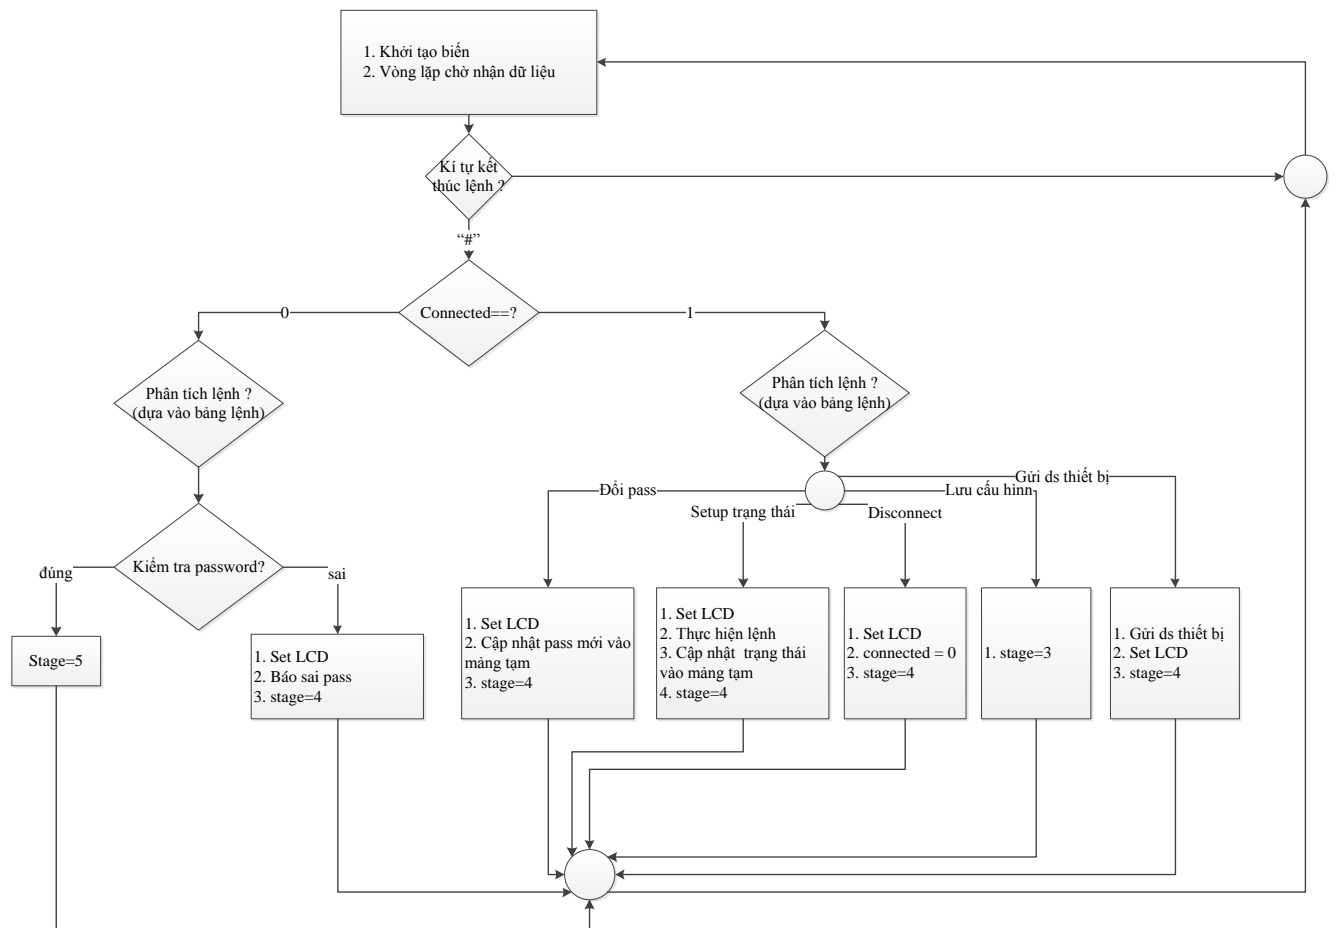 1. Khởi tạo biến
2. Vòng lặp chờ nhận dữ liệu
Kí tự kết
thúc lệnh ?
“#”
Connected==?
0
1
Phân tích lệnh ?
(dựa vào bảng lệnh)
Phân tích lệnh ?
(dựa vào bảng lệnh)
Gửi ds thiết bị
Đổi pass
Lưu cấu hình
Setup trạng thái
Disconnect
Kiểm tra password?
đúng
sai
Stage=5
1. Set LCD
2. Báo sai pass
3. stage=4
1. Set LCD
2. Cập nhật pass mới vào
mảng tạm
3. stage=4
1. Set LCD
2. Thực hiện lệnh
3. Cập nhật  trạng thái
vào mảng tạm
4. stage=4
1. Set LCD
2. connected = 0
3. stage=4
1. stage=3
1. Gửi ds thiết bị
2. Set LCD
3. stage=4